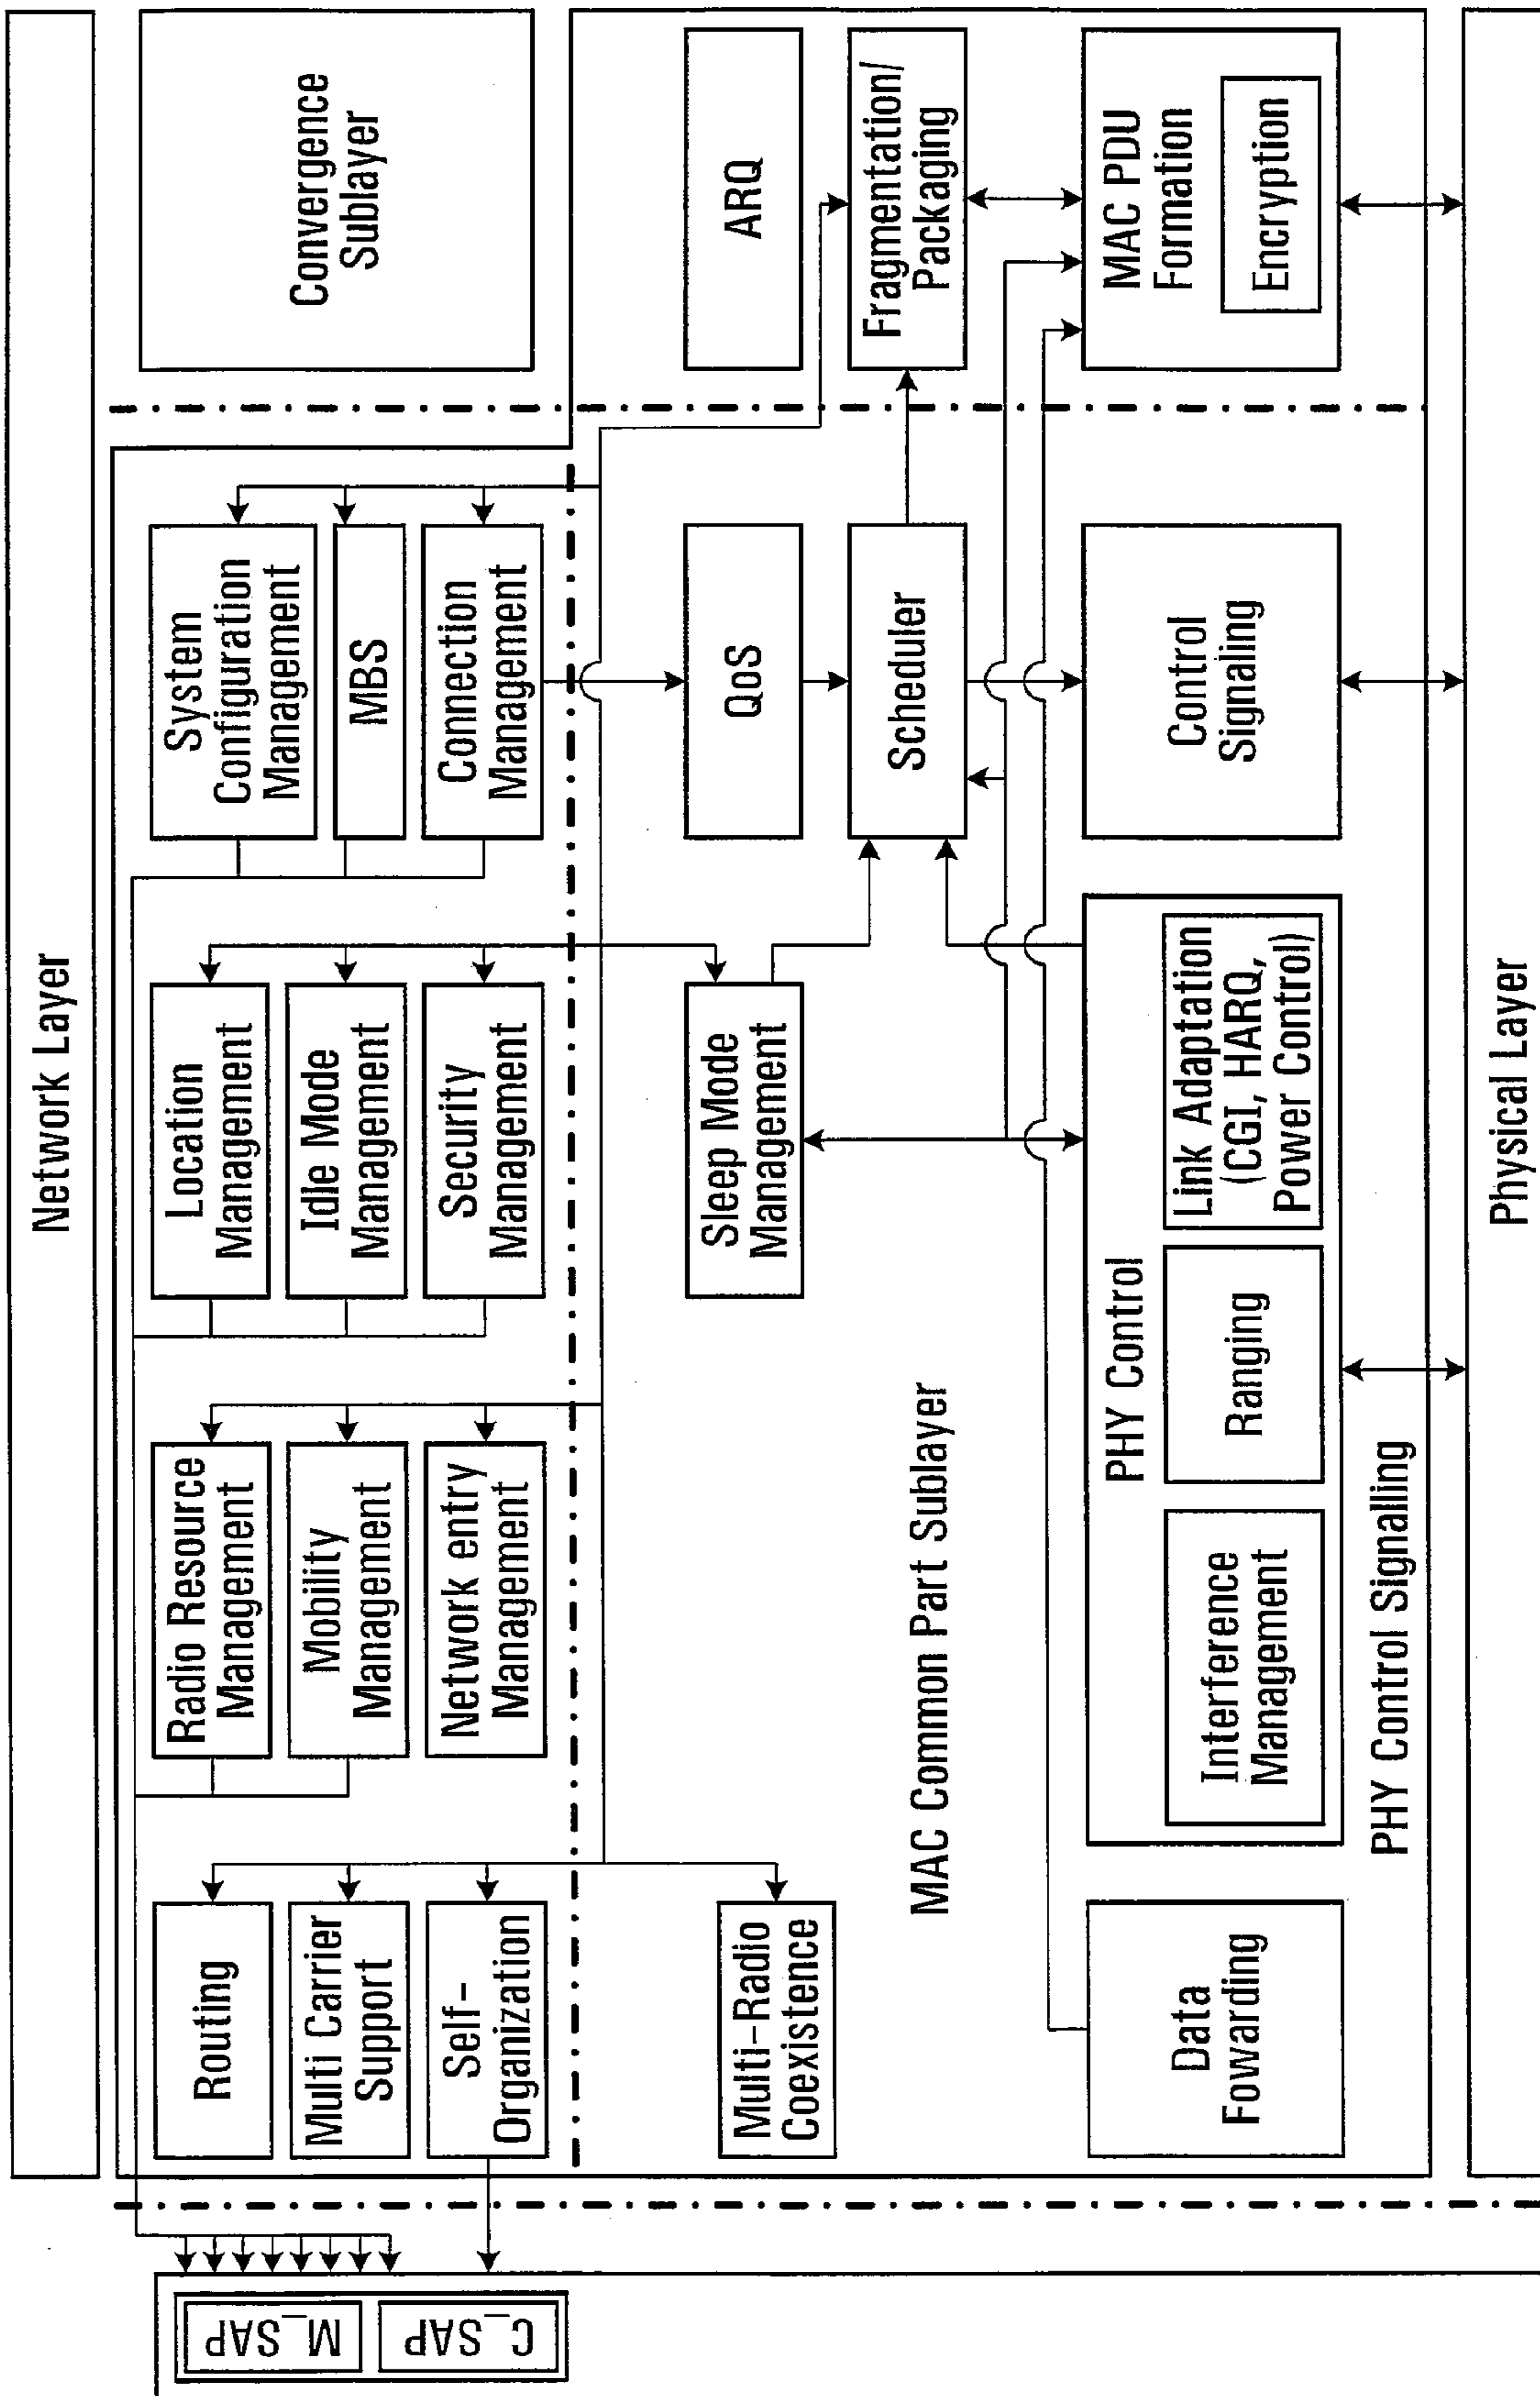 Network Layer
M_SAP
C_SAP
Routing
Multi Carrier
Support
Self-
Organization
Radio Resource
Management
Mobility
Management
Network entry
Management
Location
Management
Idle Mode
Management
Security
Management
System
Configuration
Management
MBS
Connection
Management
Convergence
Sublayer
Multi-Radio
Coexistence
Sleep Mode
Management
QoS
ARQ
Scheduler
Fragmentation/
Packaging
MAC Common Part Sublayer
Data
Fowarding
PHY Control
Interference
Management
Ranging
Link Adaptation
(CGI, HARQ,
Power Control)
Control
Signaling
MAC PDU
Formation
Encryption
PHY Control Signalling
Physical Layer